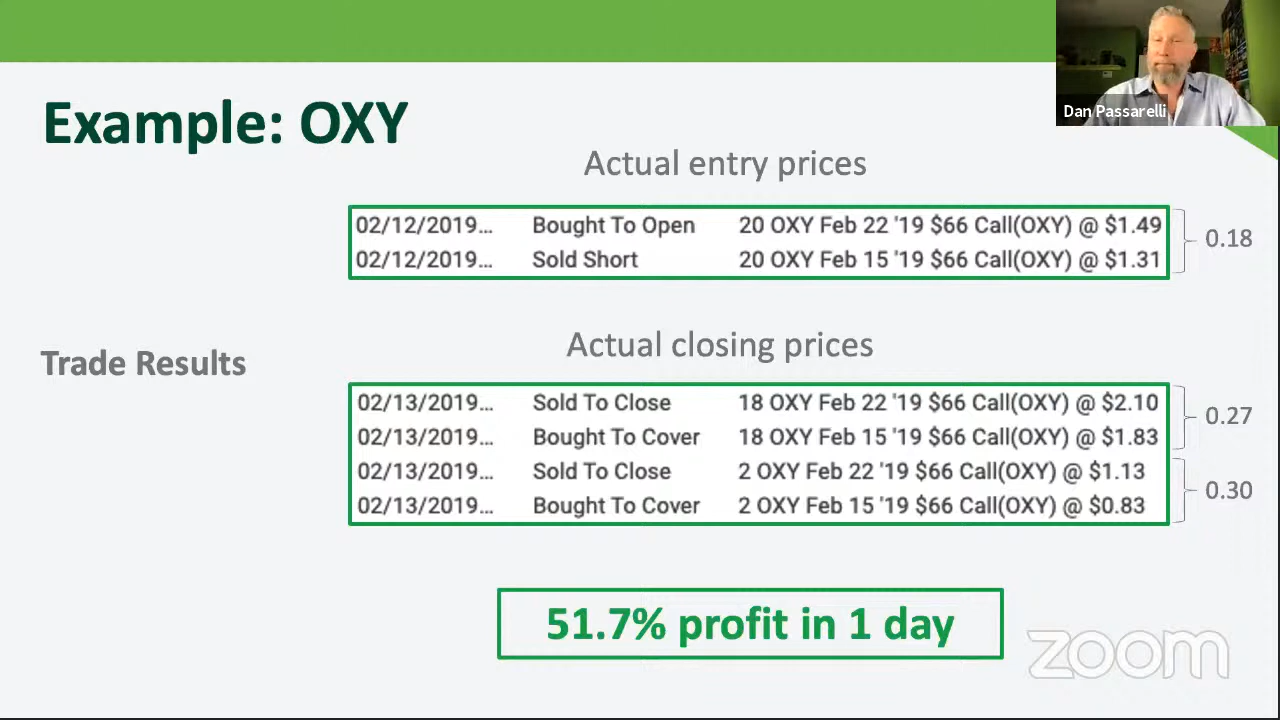 Dan Passarelli
Example: OXY
Actual entry prices
02/12/2019... Bought To Open 20 OXY Feb 22 '19 $66 Call(OXY) @ $1.49
02/12/2019... Sold Short 20 OXY Feb 15 '19 $66 Call(OXY) @ $1.31
0.18
Trade Results
Actual closing prices
02/13/2019... Sold To Close 18 OXY Feb 22 '19 $66 Call(OXY) @ $2.10
02/13/2019... Bought To Cover 18 OXY Feb 15 '19 $66 Call(OXY) @ $1.83
0.27
02/13/2019... Sold To Close 2 OXY Feb 22 '19 $66 Call(OXY) @ $1.13
02/13/2019... Bought To Cover 2 OXY Feb 15 '19 $66 Call(OXY) @ $0.83
0.30
51.7% profit in 1 day
zoom